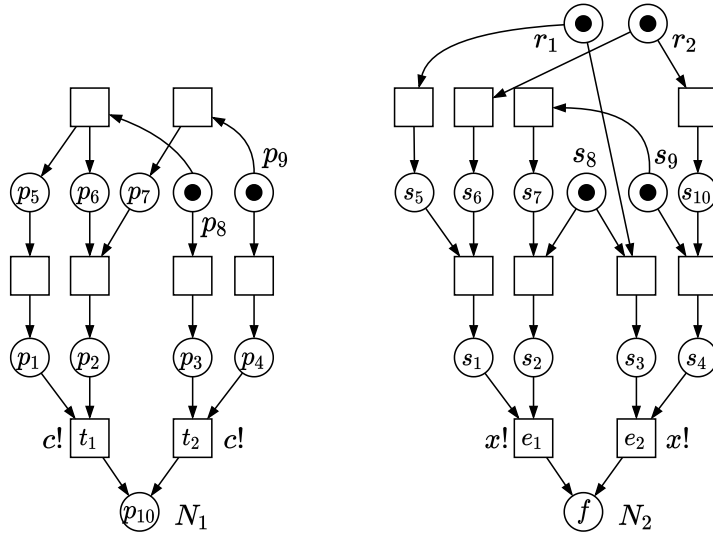 r₁ r₂
p₉ s₈ s₉
p₅ p₆ p₇ s₅ s₆ s₇ s₁₀
p₈
p₁ p₂ p₃ p₄ s₁ s₂ s₃ s₄
c! t₁ t₂ c! x! e₁ e₂ x!
p₁₀ N₁ f N₂